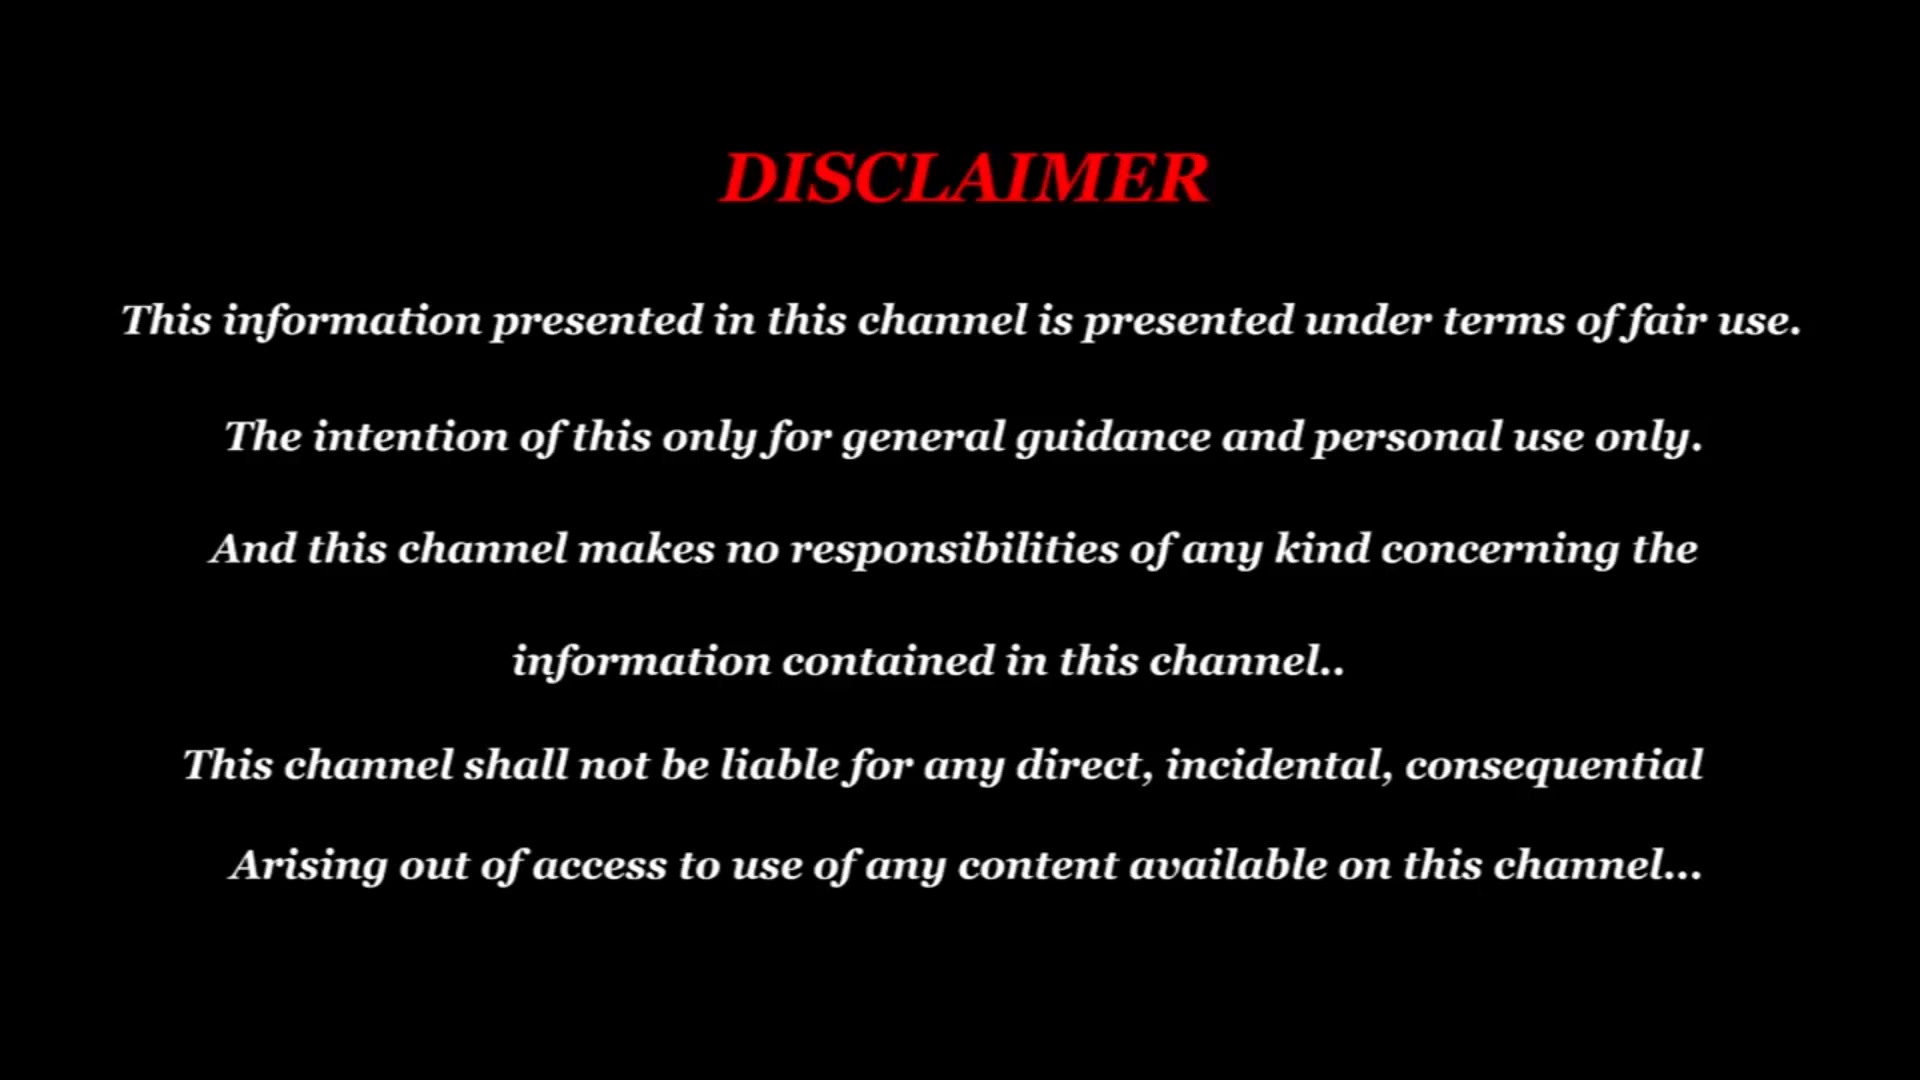 DISCLAIMER
This information presented in this channel is presented under terms of fair use.
The intention of this only for general guidance and personal use only.
And this channel makes no responsibilities of any kind concerning the
information contained in this channel..
This channel shall not be liable for any direct, incidental, consequential
Arising out of access to use of any content available on this channel...